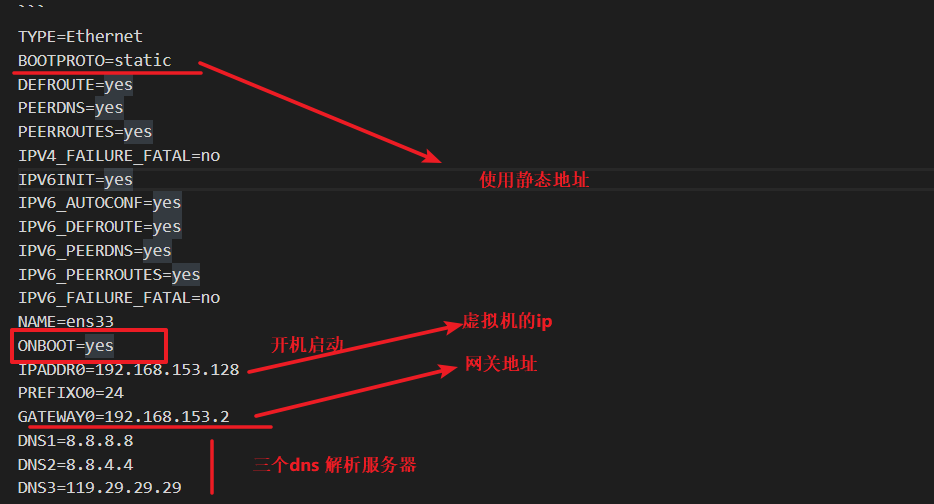 ```
TYPE=Ethernet
BOOTPROTO=static
DEFROUTE=yes
PEERDNS=yes
PEERROUTES=yes
IPV4_FAILURE_FATAL=no
IPV6INIT=yes
使用静态地址
IPV6_AUTOCONF=yes
IPV6_DEFROUTE=yes
IPV6_PEERDNS=yes
IPV6_PEERROUTES=yes
IPV6_FAILURE_FATAL=no
NAME=ens33
虚拟机的ip
ONBOOT=yes
开机启动
IPADDR0=192.168.153.128
网关地址
PREFIXO0=24
GATEWAY0=192.168.153.2
DNS1=8.8.8.8
DNS2=8.8.4.4
三个dns 解析服务器
DNS3=119.29.29.29